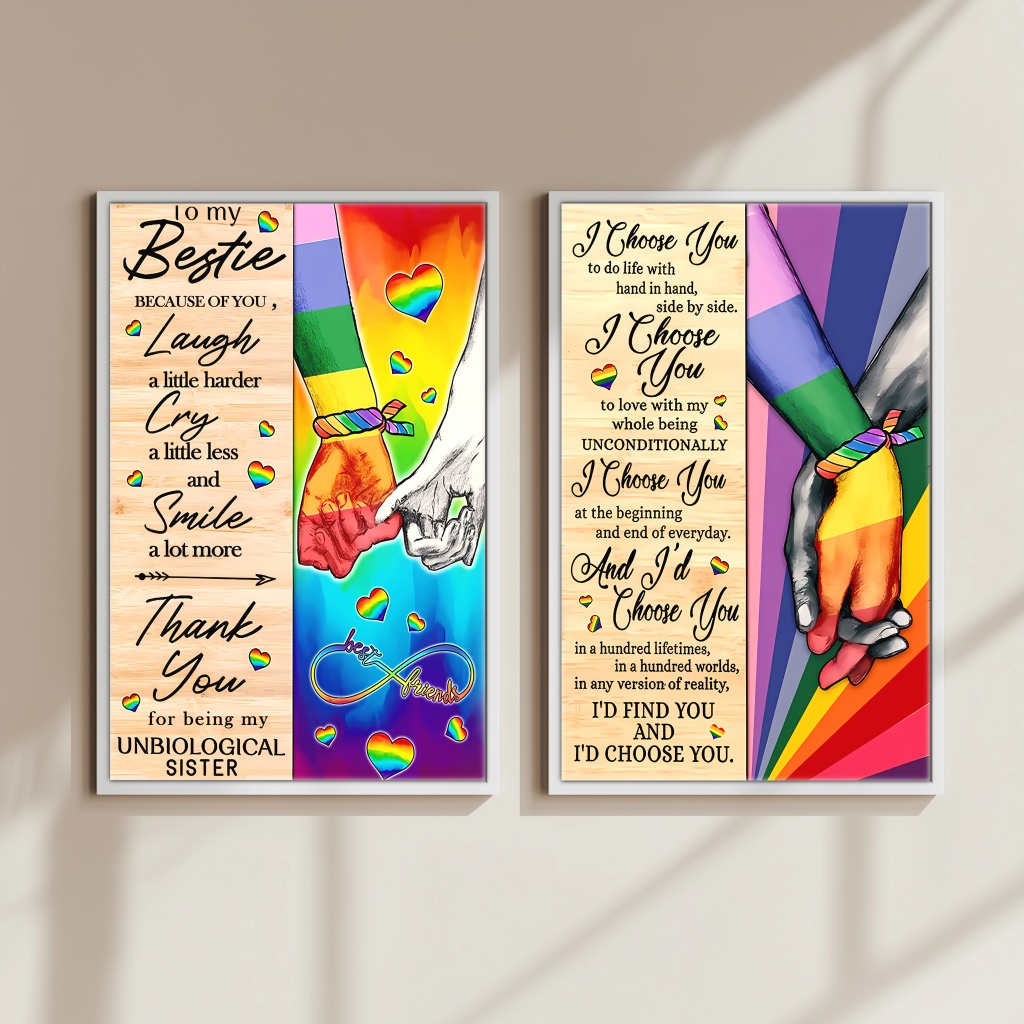 To my
Bestie
BECAUSE OF YOU ,
Laugh
a little harder
Cry
a little less
and
Smile
a lot more
Thank
You
for being my
UNBIOLOGICAL
SISTER
best
friends
I Choose You
to do life with
hand in hand,
side by side.
I Choose
You
to love with my
whole being
UNCONDITIONALLY
I Choose You
at the beginning
and end of everyday.
And I'd
Choose You
in a hundred lifetimes,
in a hundred worlds,
in any version of reality,
I'D FIND YOU
AND
I'D CHOOSE YOU.